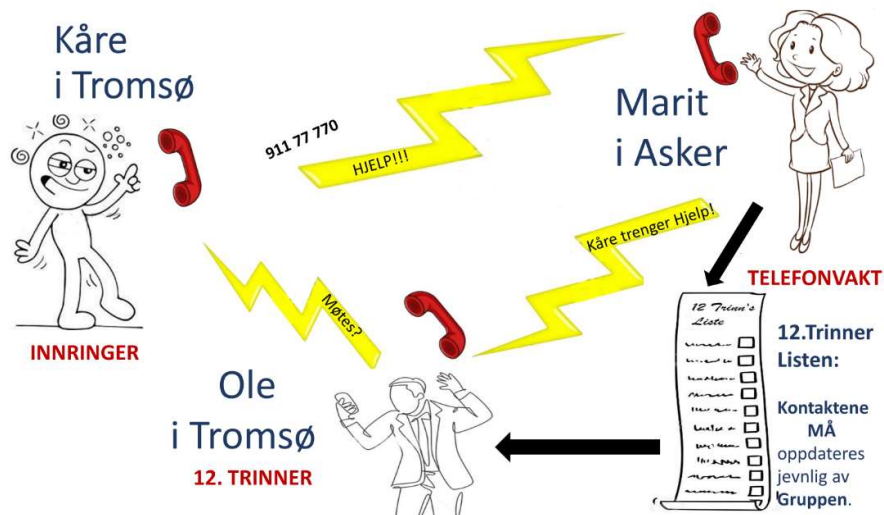 Kåre
i Tromsø
911 77 770
HJELP!!!
Marit
i Asker
Kåre trenger Hjelp!
TELEFONVAKT
INNRINGER
Møtes?
Ole
i Tromsø
12. TRINNER
12 Trinn's
Liste
12.Trinner
Listen:
Kontaktene
MÅ
oppdateres
jevnlig av
Gruppen.